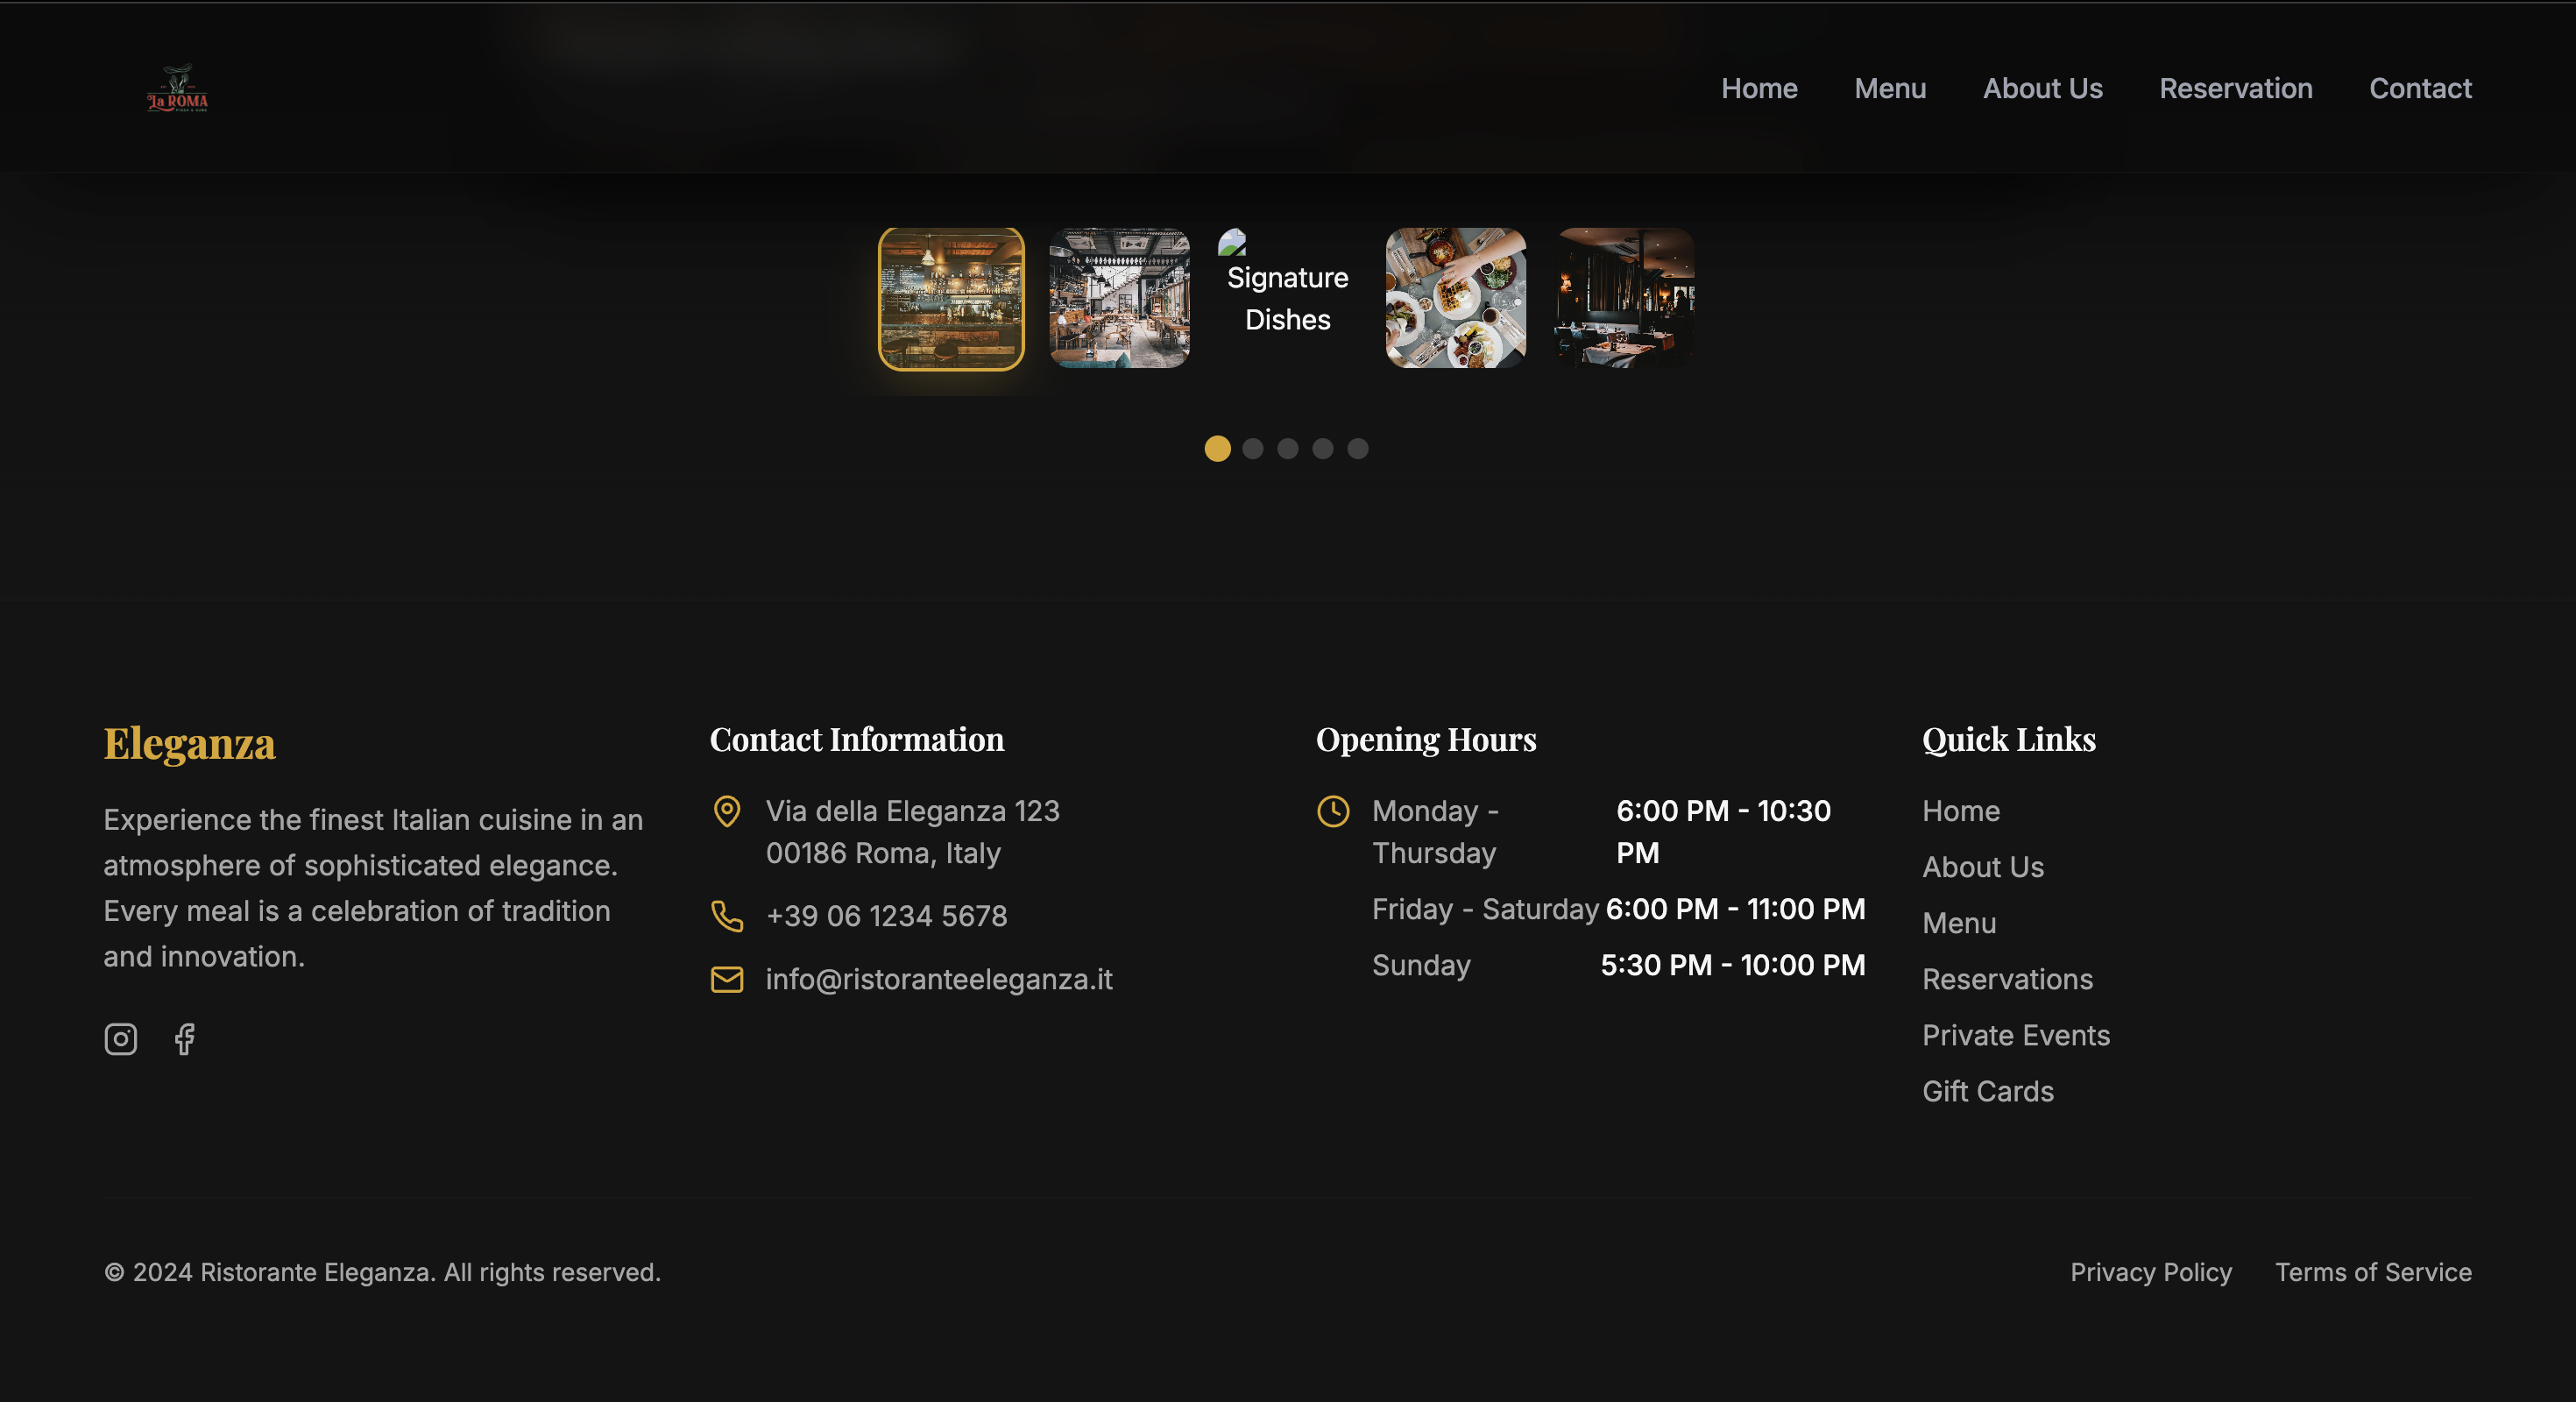 La ROMA
Home
Menu
About Us
Reservation
Contact
Signature
Dishes
Eleganza
Experience the finest Italian cuisine in an
atmosphere of sophisticated elegance.
Every meal is a celebration of tradition
and innovation.
Contact Information
Via della Eleganza 123
00186 Roma, Italy
+39 06 1234 5678
info@ristoranteeleganza.it
Opening Hours
Monday -
Thursday
6:00 PM - 10:30
PM
Friday - Saturday 6:00 PM - 11:00 PM
Sunday 5:30 PM - 10:00 PM
Quick Links
Home
About Us
Menu
Reservations
Private Events
Gift Cards
© 2024 Ristorante Eleganza. All rights reserved.
Privacy Policy
Terms of Service